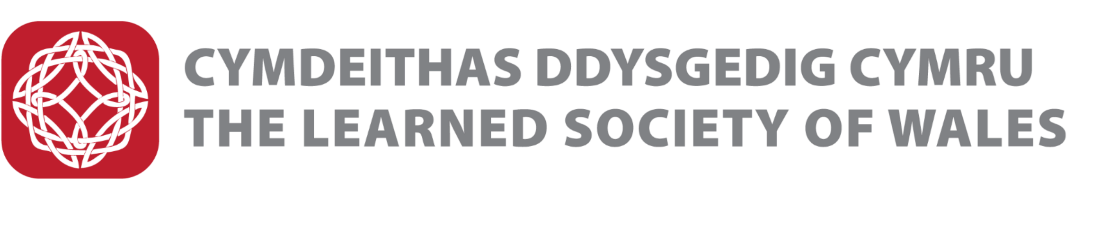 CYMDEITHAS DDYSGEDIG CYMRU
THE LEARNED SOCIETY OF WALES